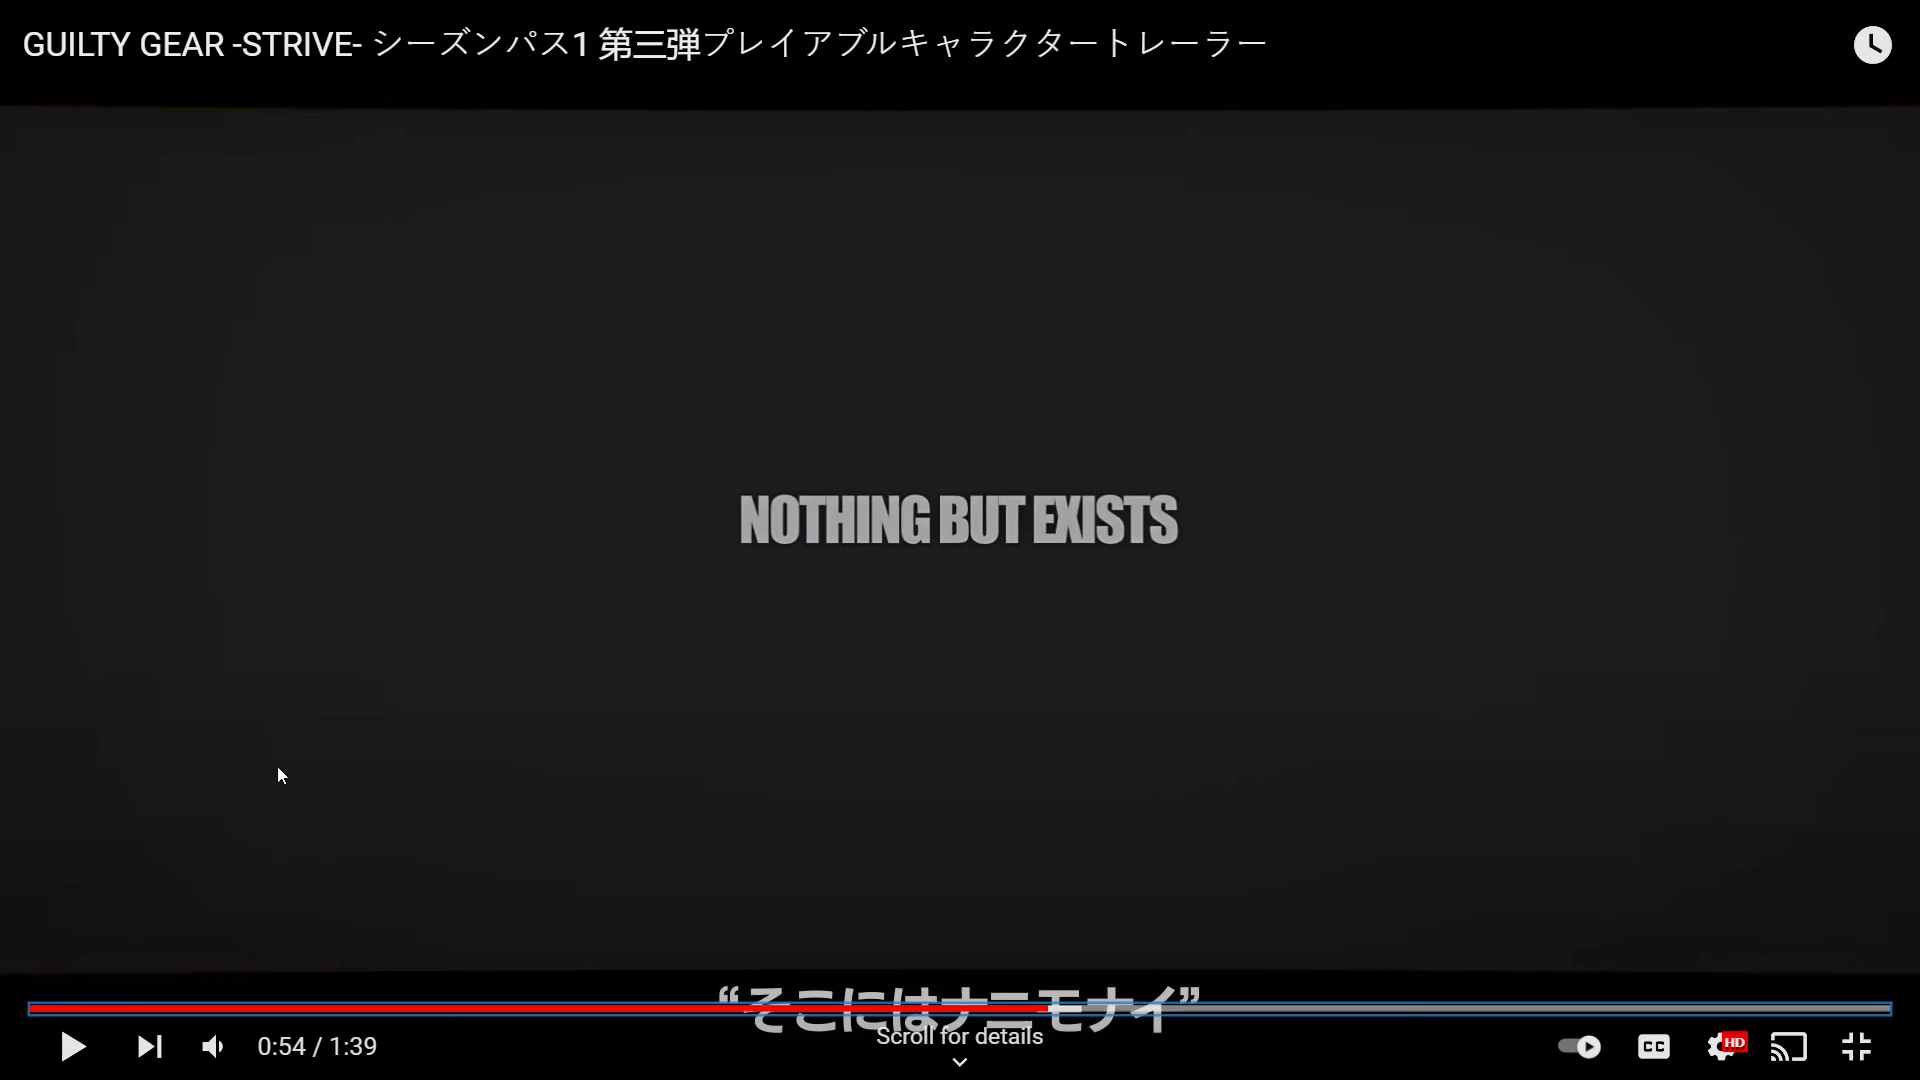 GUILTY GEAR -STRIVE- シーズンパス1 第三弾プレイアブルキャラクタートレーラー
NOTHING BUT EXISTS
“そこにはナニモナイ”
Scroll for details
0:54 / 1:39
CC
HD